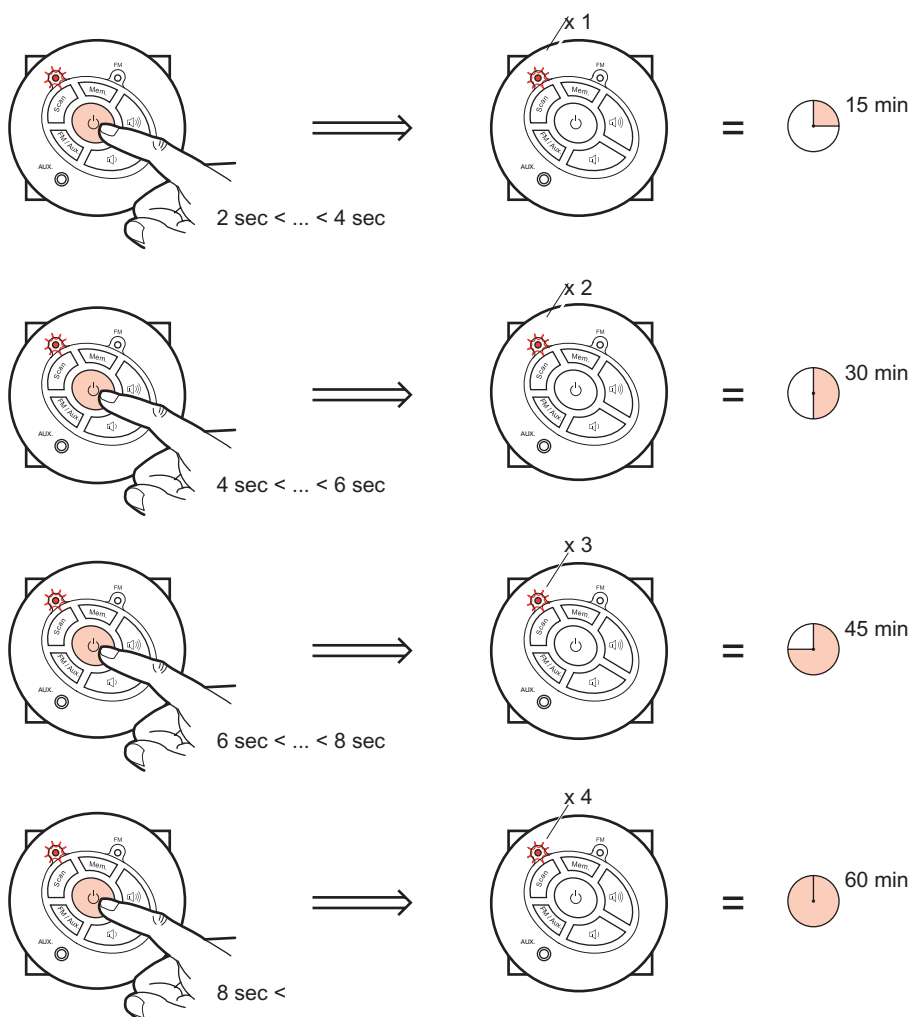 x 1
FM
Mem.
Scan
FM / Aux
AUX.
2 sec < ... < 4 sec
FM
Mem.
Scan
FM / Aux
AUX.
=
15 min
x 2
FM
Mem.
Scan
FM / Aux
AUX.
4 sec < ... < 6 sec
FM
Mem.
Scan
FM / Aux
AUX.
=
30 min
x 3
FM
Mem.
Scan
FM / Aux
AUX.
6 sec < ... < 8 sec
FM
Mem.
Scan
FM / Aux
AUX.
=
45 min
x 4
FM
Mem.
Scan
FM / Aux
AUX.
8 sec <
FM
Mem.
Scan
FM / Aux
AUX.
=
60 min